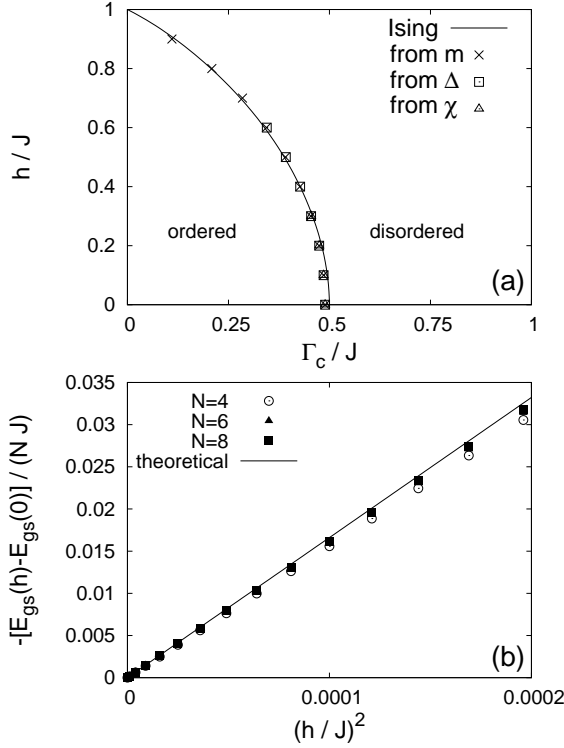 1
0.8
0.6
0.4
0.2
0
h / J
Ising
from m
from Δ
from χ
ordered
disordered
(a)
0
0.25
0.5
0.75
1
Γc / J
0.035
0.03
0.025
0.02
0.015
0.01
0.005
0
-[Egs(h)-Egs(0)] / (N J)
N=4
N=6
N=8
theoretical
(b)
0
0.0001
0.0002
(h / J)²